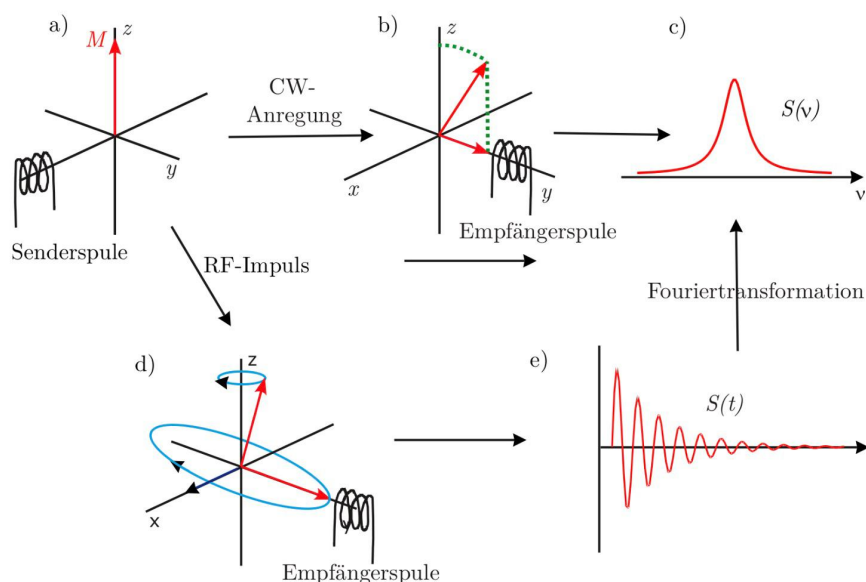 a)
M
z
y
Senderspule
CW-
Anregung
b)
z
x
y
Empfängerspule
c)
S(ν)
ν
RF-Impuls
Fouriertransformation
d)
z
x
y
Empfängerspule
e)
S(t)